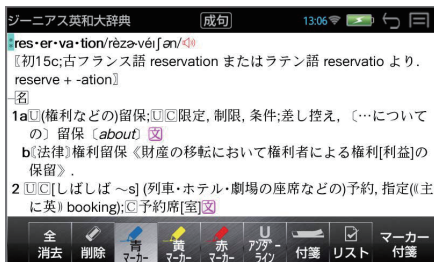 ジーニアス英和大辞典 成句 13:06
res・er・va・tion/rèzɚvéɪʃən/
〖初15c;古フランス語 reservation またはラテン語 reservatio より.
reserve + -ation〗
名
1a🅄(権利などの)留保;🅄🄲限定, 制限, 条件;差し控え, 〔…について
の〕留保〔about〕文
b〘法律〙権利留保《財産の移転において権利者による権利[利益]の
保留》.
2 🅄🄲[しばしば ~s] (列車・ホテル・劇場の座席などの)予約, 指定(⦅主
に英⦆ booking);🄲予約席[室]文
全消去 削除 青マーカー 黄マーカー 赤マーカー U アンダーライン 付箋 リスト マーカー付箋